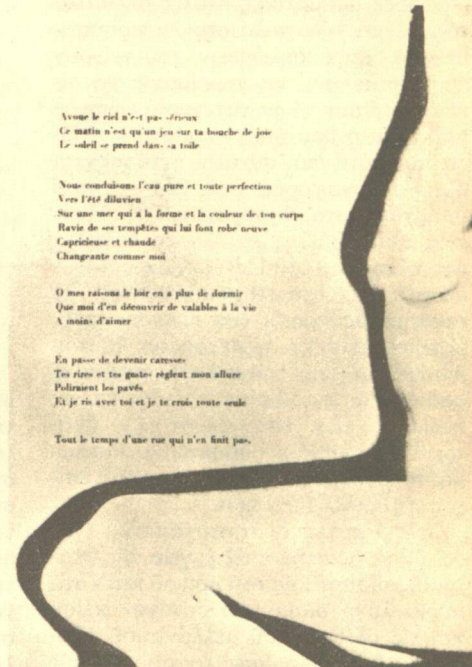 Avoue le ciel n'est pas sérieux
Ce matin n'est qu'un jeu sur ta bouche de joie
Le soleil se prend dans sa toile
Nous conduisons l'eau pure et toute perfection
Vers l'été diluvien
Sur une mer qui a la forme et la couleur de ton corps
Ravie de ses tempêtes qui lui font robe neuve
Capricieuse et chaude
Changeante comme moi
O mes raisons le loir en a plus de dormir
Que moi d'en découvrir de valables à la vie
A moins d'aimer
En passe de devenir caresses
Tes rires et tes gestes règlent mon allure
Poliraient les pavés
Et je ris avec toi et je te crois toute seule
Tout le temps d'une rue qui n'en finit pas.